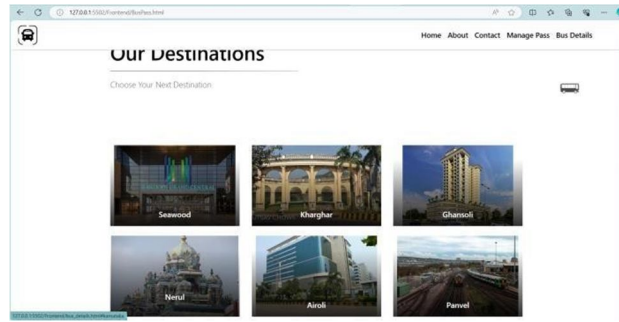 127.0.0.1:5502/Frontend/BusPass.html
Home About Contact Manage Pass Bus Details
Our Destinations
Choose Your Next Destination
Seawood
Kharghar
Ghansoli
Nerul
Airoli
Panvel